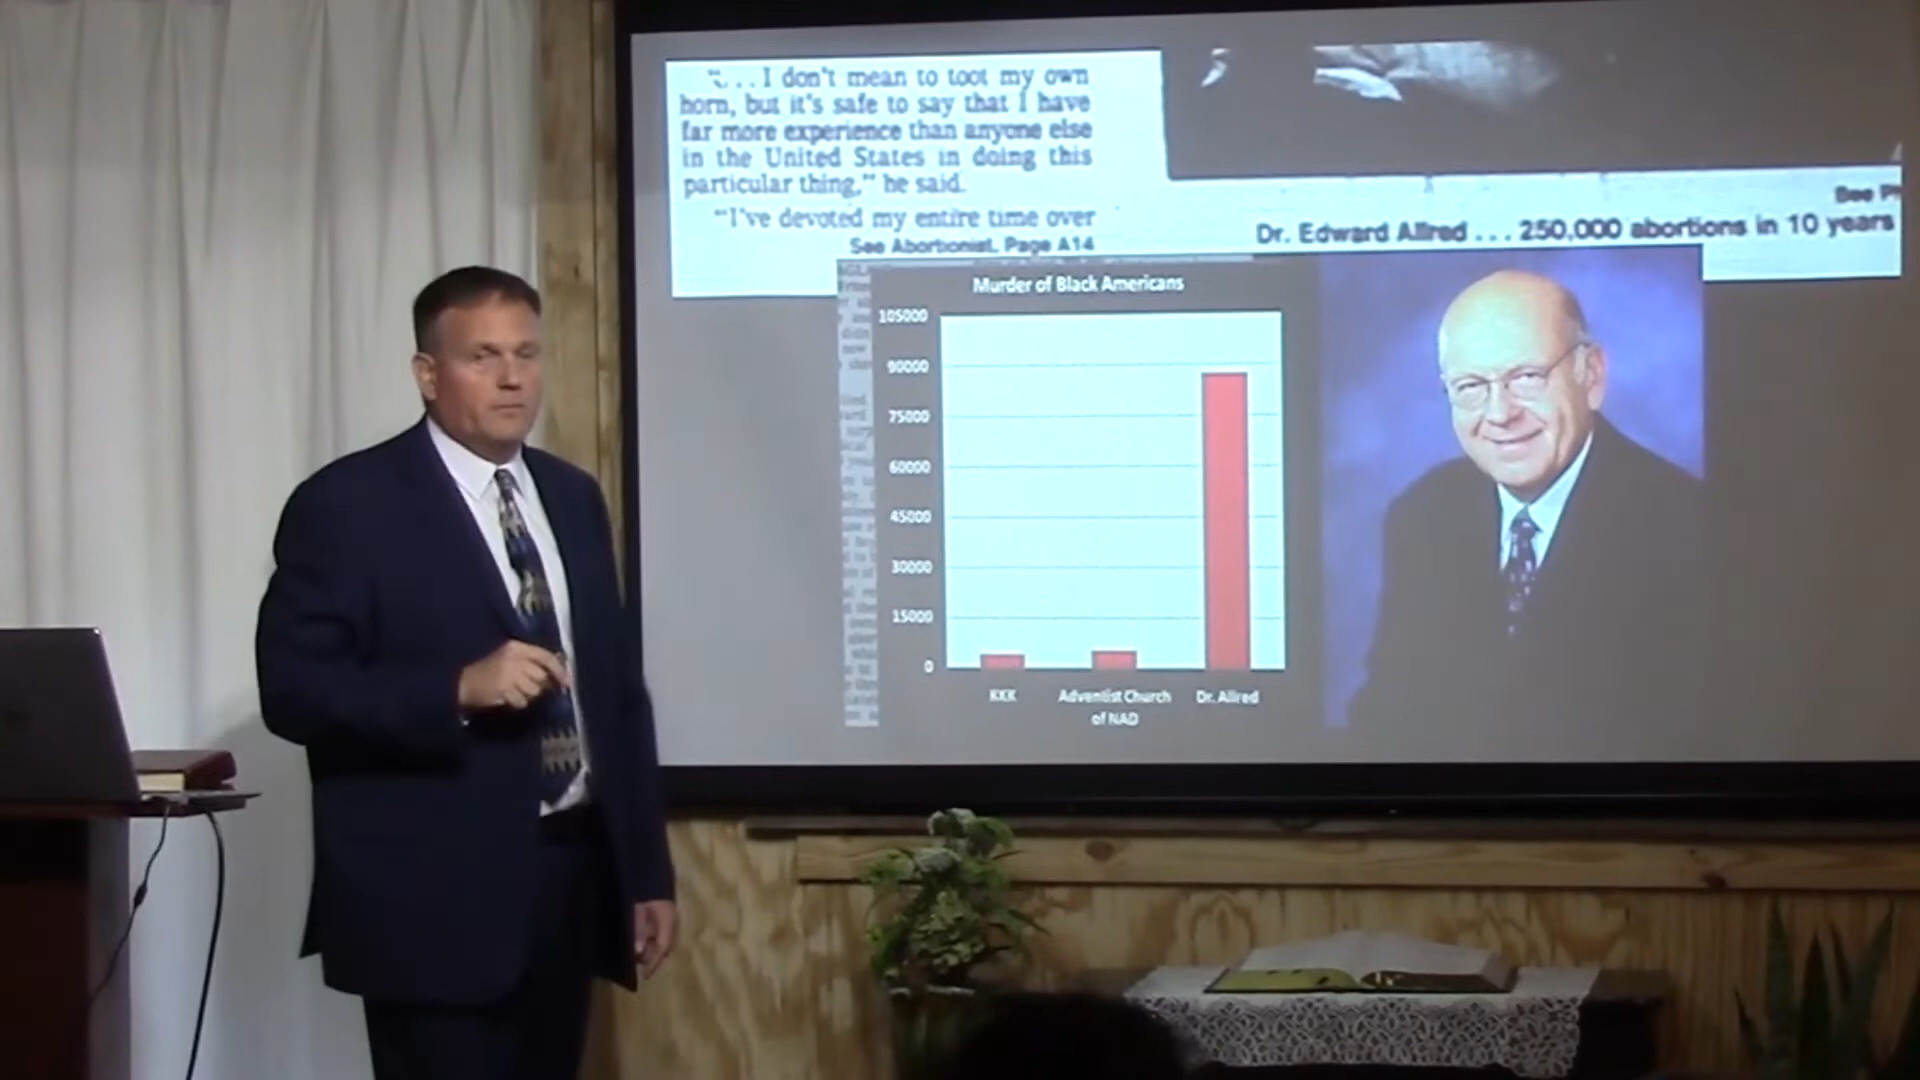 "...I don't mean to toot my own
horn, but it's safe to say that I have
far more experience than anyone else
in the United States in doing this
particular thing," he said.
"I've devoted my entire time over
See Abortionist, Page A14
See
Dr. Edward Allred ... 250,000 abortions in 10 years
Murder of Black Americans
105000
90000
75000
60000
45000
30000
15000
0
KKK
Adventist Church
of NAD
Dr. Allred